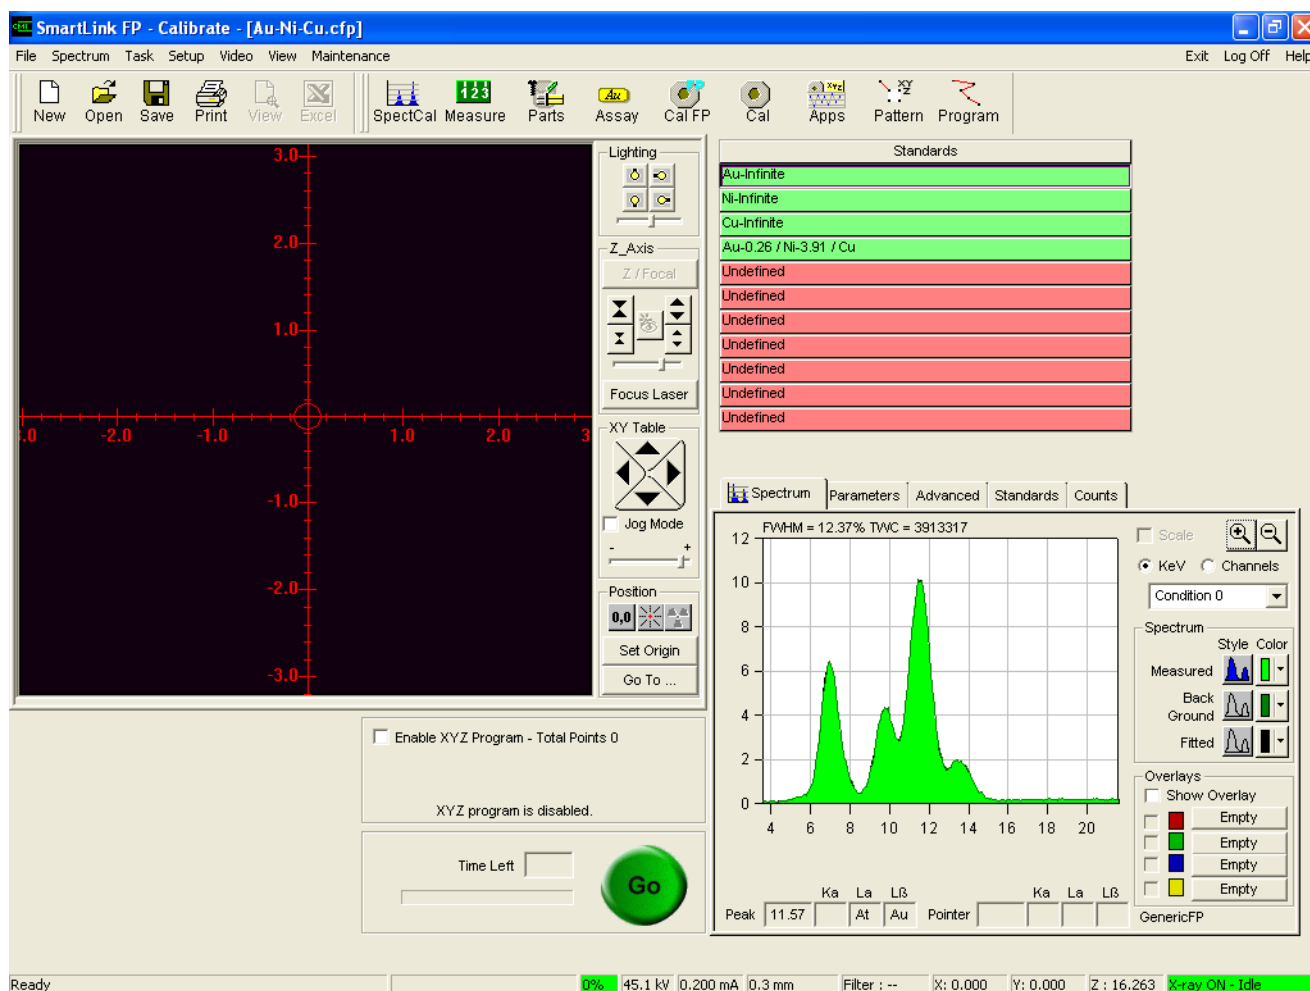 CMI SmartLink FP - Calibrate - [Au-Ni-Cu.cfp]
File Spectrum Task Setup Video View Maintenance Exit Log Off Help
New Open Save Print View Excel SpectCal Measure Parts Assay Cal FP Cal Apps Pattern Program
123
Au
FP
xyz
XY
Z
3.0
2.0
1.0
.0 -2.0 -1.0 1.0 2.0 3
-1.0
-2.0
-3.0
Lighting
Z_Axis
Z / Focal
Focus Laser
XY Table
Jog Mode
- +
Position
0,0
Set Origin
Go To ...
Standards
Au-Infinite
Ni-Infinite
Cu-Infinite
Au-0.26 / Ni-3.91 / Cu
Undefined
Undefined
Undefined
Undefined
Undefined
Undefined
Undefined
Spectrum Parameters Advanced Standards Counts
FWHM = 12.37% TWC = 3913317
12
10
8
6
4
2
0
4 6 8 10 12 14 16 18 20
Ka La Lß Ka La Lß
Peak 11.57 At Au Pointer
Scale
KeV Channels
Condition 0
Spectrum
Style Color
Measured
Back
Ground
Fitted
Overlays
Show Overlay
Empty
Empty
Empty
Empty
GenericFP
Enable XYZ Program - Total Points 0
XYZ program is disabled.
Time Left
Go
Ready 0% 45.1 kV 0.200 mA 0.3 mm Filter : -- X: 0.000 Y: 0.000 Z : 16.263 X-ray ON - Idle